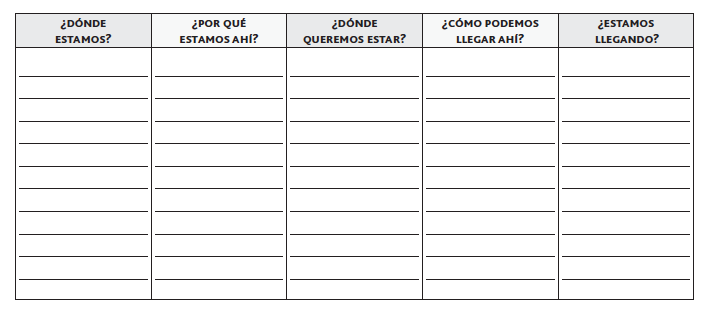 ¿DÓNDE
ESTAMOS?
¿POR QUÉ
ESTAMOS AHÍ?
¿DÓNDE
QUEREMOS ESTAR?
¿CÓMO PODEMOS
LLEGAR AHÍ?
¿ESTAMOS
LLEGANDO?